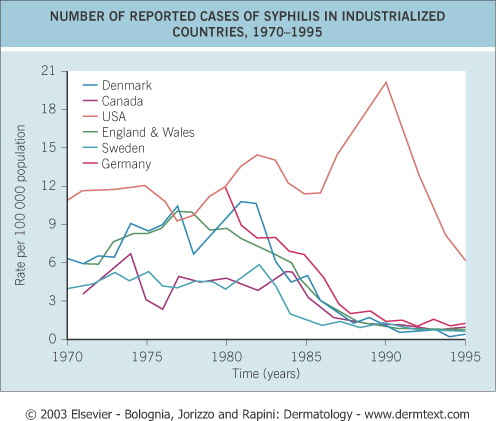 NUMBER OF REPORTED CASES OF SYPHILIS IN INDUSTRIALIZED
COUNTRIES, 1970–1995
Rate per 100 000 population
21
18
15
12
9
6
3
0
Denmark
Canada
USA
England & Wales
Sweden
Germany
1970
1975
1980
1985
1990
1995
Time (years)
© 2003 Elsevier - Bolognia, Jorizzo and Rapini: Dermatology - www.dermtext.com